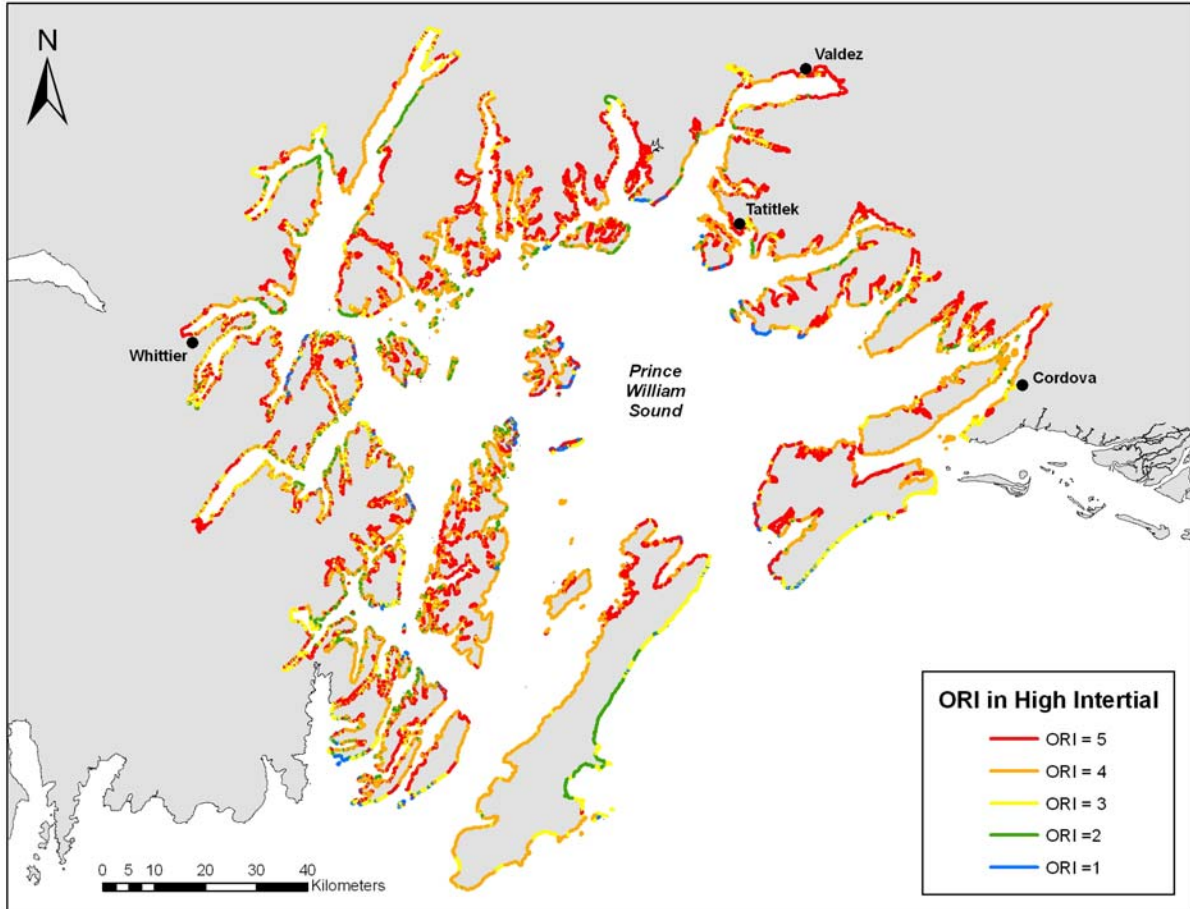 N
Valdez
Tatitlek
Whittier
Prince
William
Sound
Cordova
ORI in High Intertial
ORI = 5
ORI = 4
ORI = 3
ORI =2
ORI =1
0 5 10 20 30 40
Kilometers